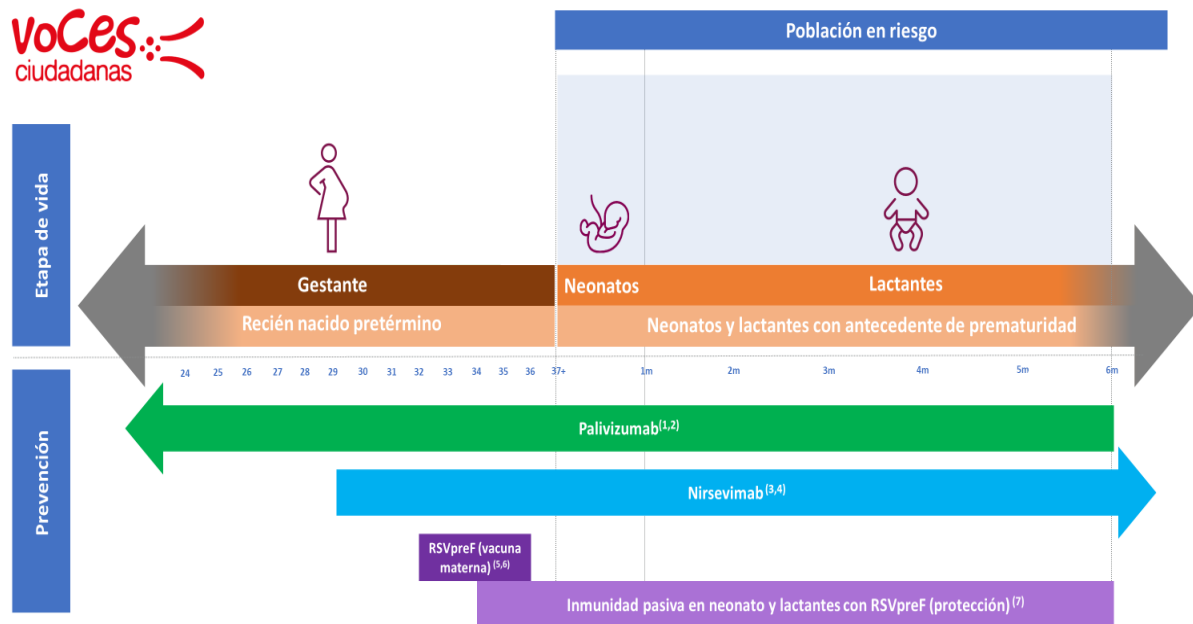 voces
ciudadanas
Población en riesgo
Etapa de vida
Gestante
Neonatos
Lactantes
Recién nacido pretérmino
Neonatos y lactantes con antecedente de prematuridad
24 25 26 27 28 29 30 31 32 33 34 35 36 37+ 1m 2m 3m 4m 5m 6m
Prevención
Palivizumab(1,2)
Nirsevimab (3,4)
RSVpreF (vacuna
materna) (5,6)
Inmunidad pasiva en neonato y lactantes con RSVpreF (protección) (7)